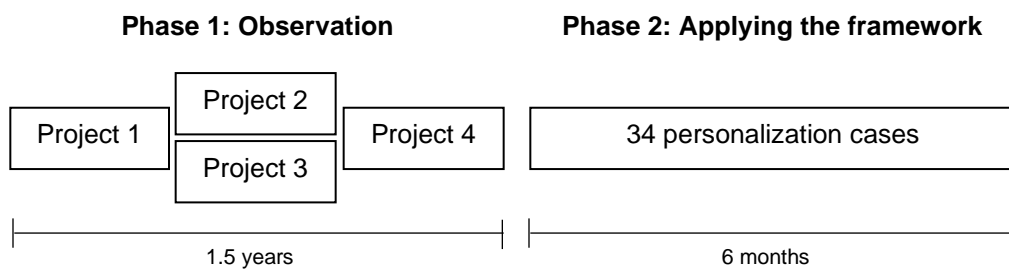 Phase 1: Observation
Phase 2: Applying the framework
Project 1
Project 2
Project 3
Project 4
34 personalization cases
1.5 years
6 months